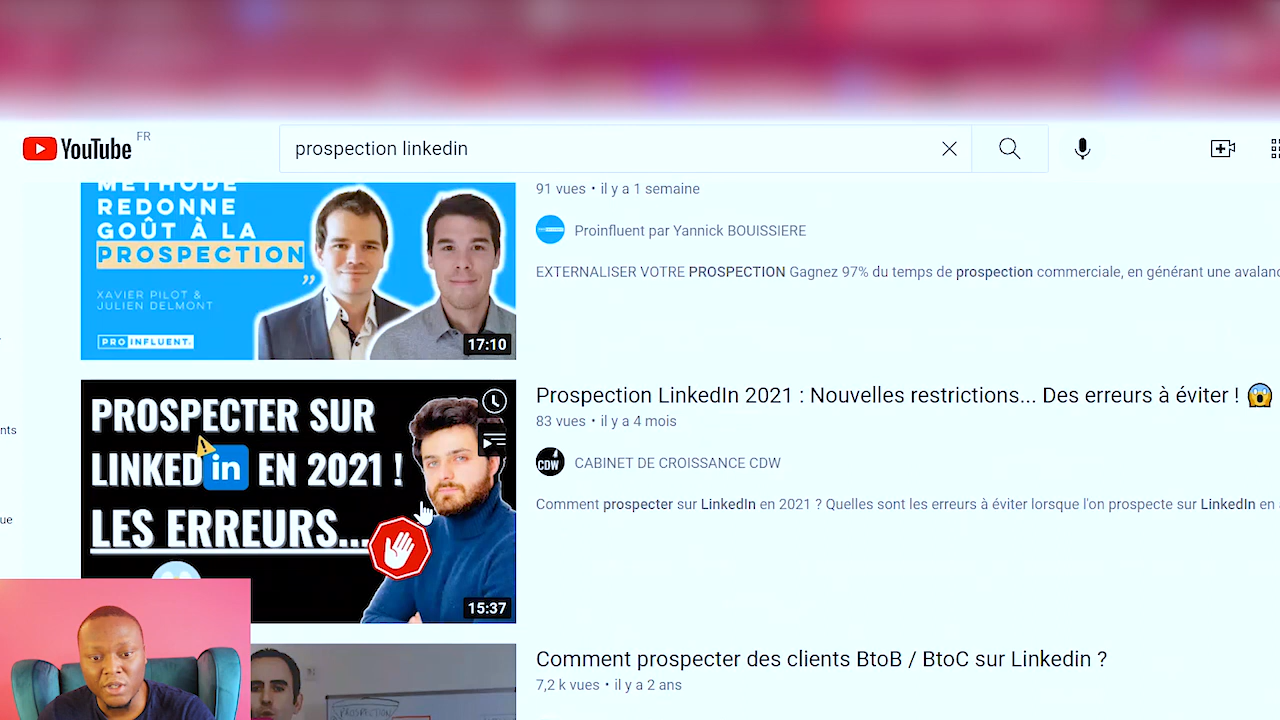 YouTube FR
prospection linkedin
MÉTHODE
REDONNE
GOÛT À LA
PROSPECTION
”
XAVIER PILOT &
JULIEN DELMONT
PROINFLUENT.
17:10
91 vues • il y a 1 semaine
Proinfluent par Yannick BOUISSIERE
EXTERNALISER VOTRE PROSPECTION Gagnez 97% du temps de prospection commerciale, en générant une avalanc
nts
ue
PROSPECTER SUR
LINKEDin EN 2021 !
LES ERREURS...
15:37
Prospection LinkedIn 2021 : Nouvelles restrictions... Des erreurs à éviter ! 😱
83 vues • il y a 4 mois
CDW
CABINET DE CROISSANCE CDW
Comment prospecter sur LinkedIn en 2021 ? Quelles sont les erreurs à éviter lorsque l'on prospecte sur LinkedIn en
PROSPECTION
Comment prospecter des clients BtoB / BtoC sur Linkedin ?
7,2 k vues • il y a 2 ans